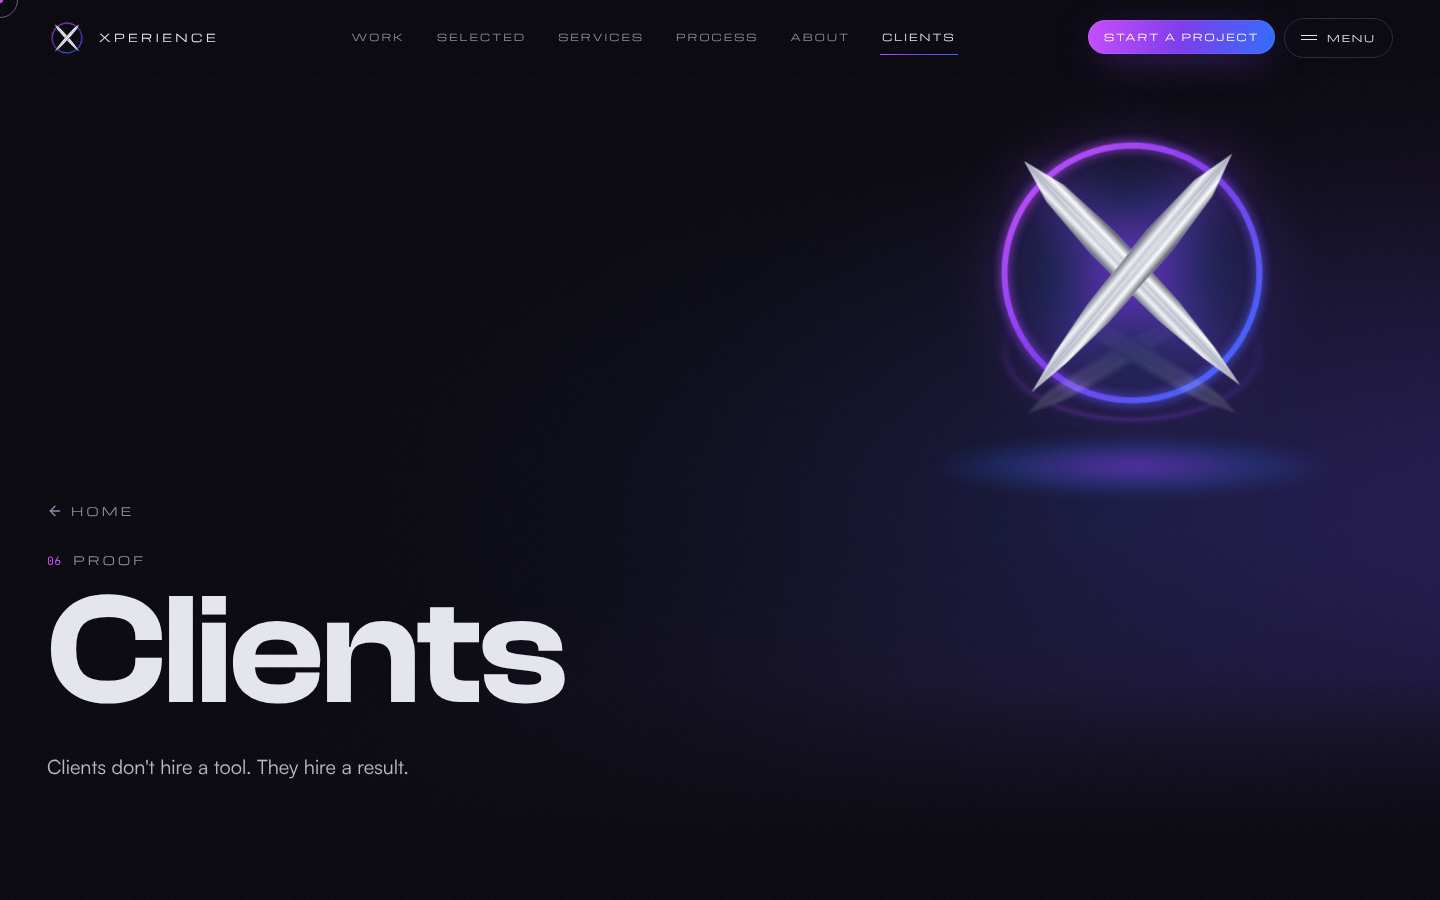 XPERIENCE
WORK
SELECTED
SERVICES
PROCESS
ABOUT
CLIENTS
START A PROJECT
MENU
HOME
06 PROOF
Clients
Clients don't hire a tool. They hire a result.